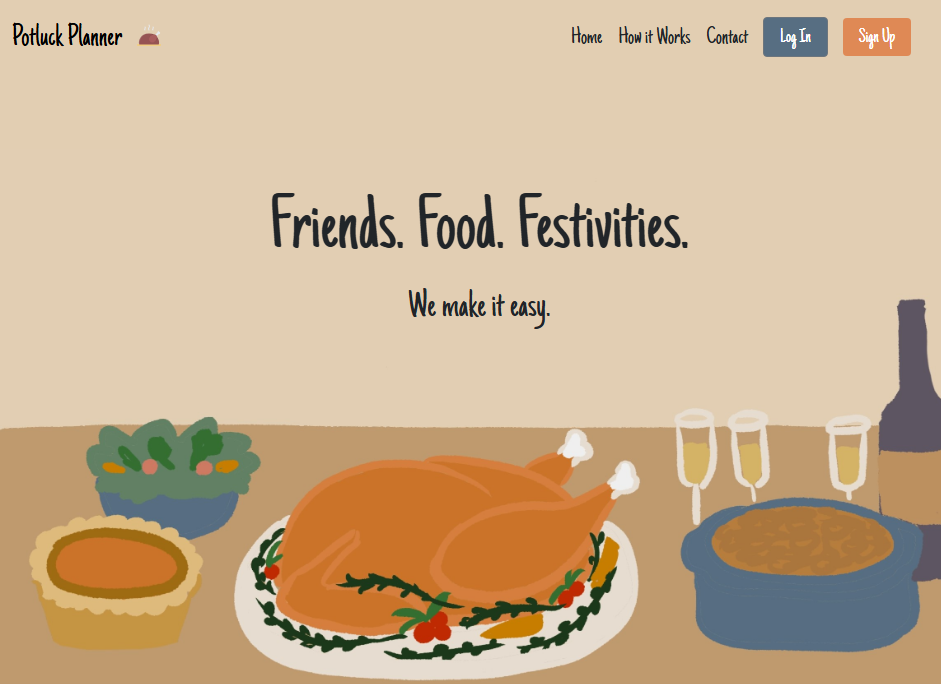 Potluck Planner
Home How it Works Contact Log In Sign Up
Friends. Food. Festivities.
We make it easy.